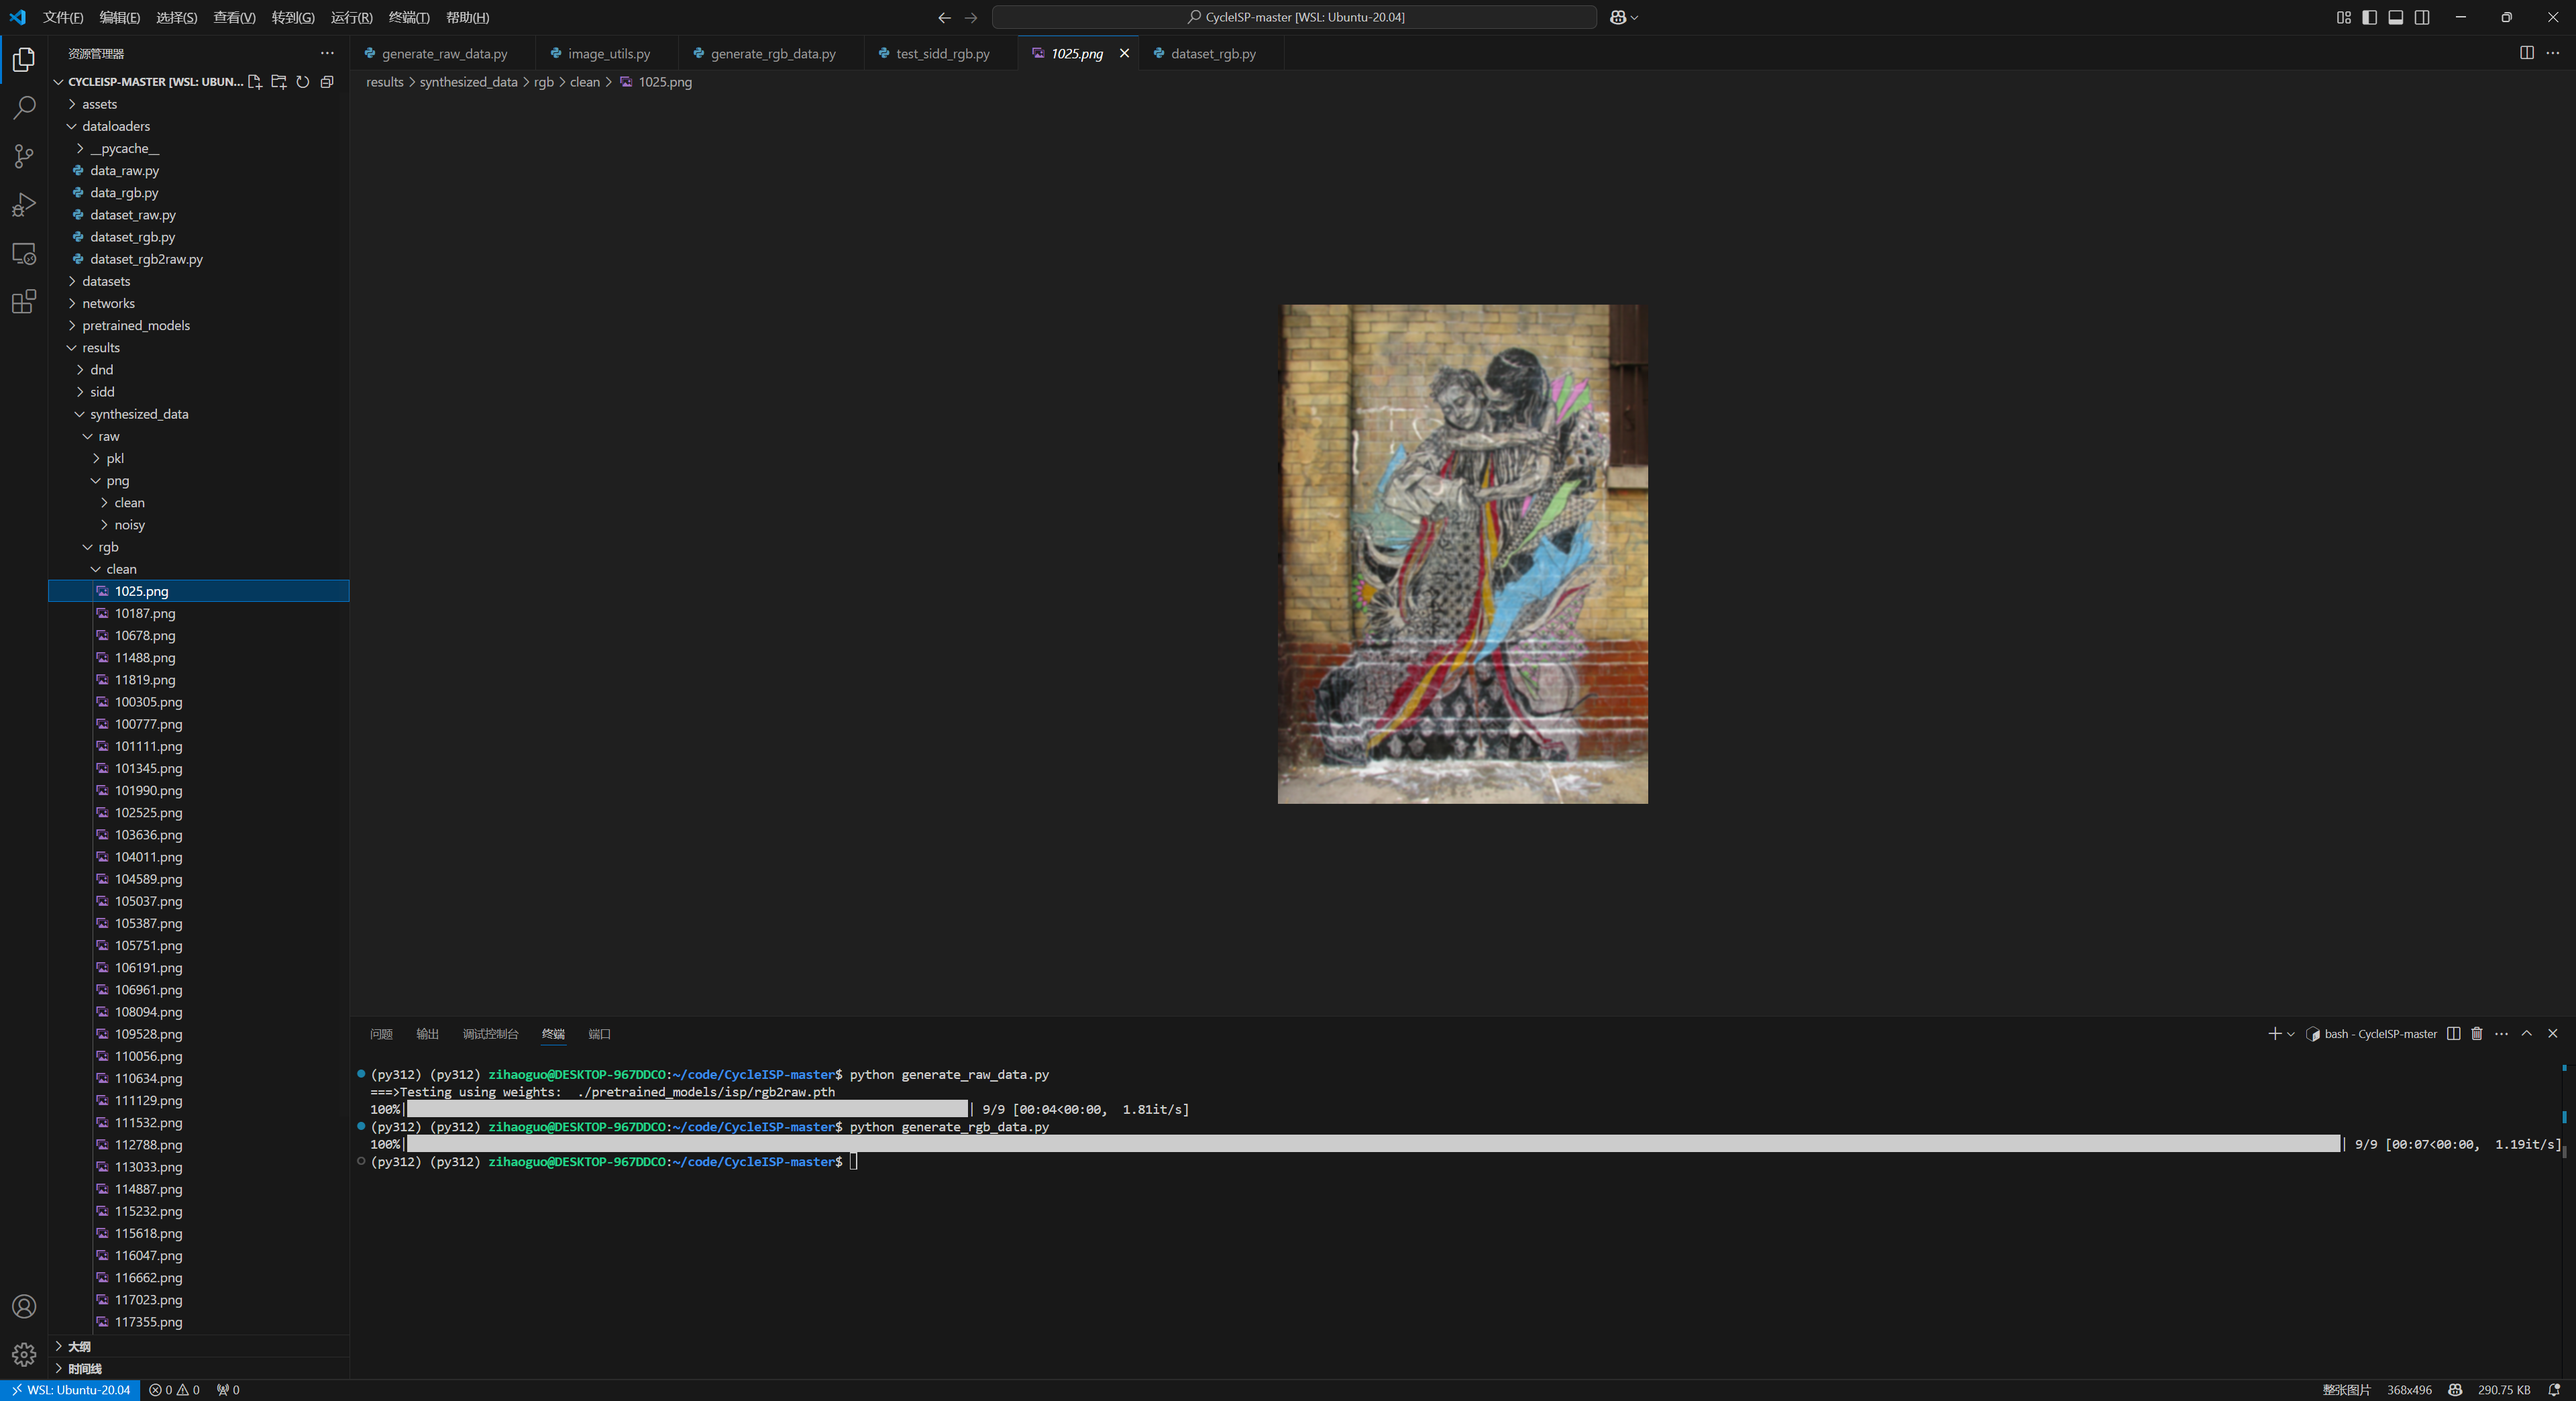 文件(F) 编辑(E) 选择(S) 查看(V) 转到(G) 运行(R) 终端(T) 帮助(H)
CycleISP-master [WSL: Ubuntu-20.04]
资源管理器
CYCLEISP-MASTER [WSL: UBUN...
assets
dataloaders
__pycache__
data_raw.py
data_rgb.py
dataset_raw.py
dataset_rgb.py
dataset_rgb2raw.py
datasets
networks
pretrained_models
results
dnd
sidd
synthesized_data
raw
pkl
png
clean
noisy
rgb
clean
1025.png
10187.png
10678.png
11488.png
11819.png
100305.png
100777.png
101111.png
101345.png
101990.png
102525.png
103636.png
104011.png
104589.png
105037.png
105387.png
105751.png
106191.png
106961.png
108094.png
109528.png
110056.png
110634.png
111129.png
111532.png
112788.png
113033.png
114887.png
115232.png
115618.png
116047.png
116662.png
117023.png
117355.png
大纲
时间线
generate_raw_data.py image_utils.py generate_rgb_data.py test_sidd_rgb.py 1025.png dataset_rgb.py
results > synthesized_data > rgb > clean > 1025.png
问题 输出 调试控制台 终端 端口
bash - CycleISP-master
(py312) (py312) zihaoguo@DESKTOP-967DDCO:~/code/CycleISP-master$ python generate_raw_data.py
===>Testing using weights: ./pretrained_models/isp/rgb2raw.pth
100%| | 9/9 [00:04<00:00, 1.81it/s]
(py312) (py312) zihaoguo@DESKTOP-967DDCO:~/code/CycleISP-master$ python generate_rgb_data.py
100%| | 9/9 [00:07<00:00, 1.19it/s]
(py312) (py312) zihaoguo@DESKTOP-967DDCO:~/code/CycleISP-master$
WSL: Ubuntu-20.04 0 0 0
整张图片 368x496 290.75 KB